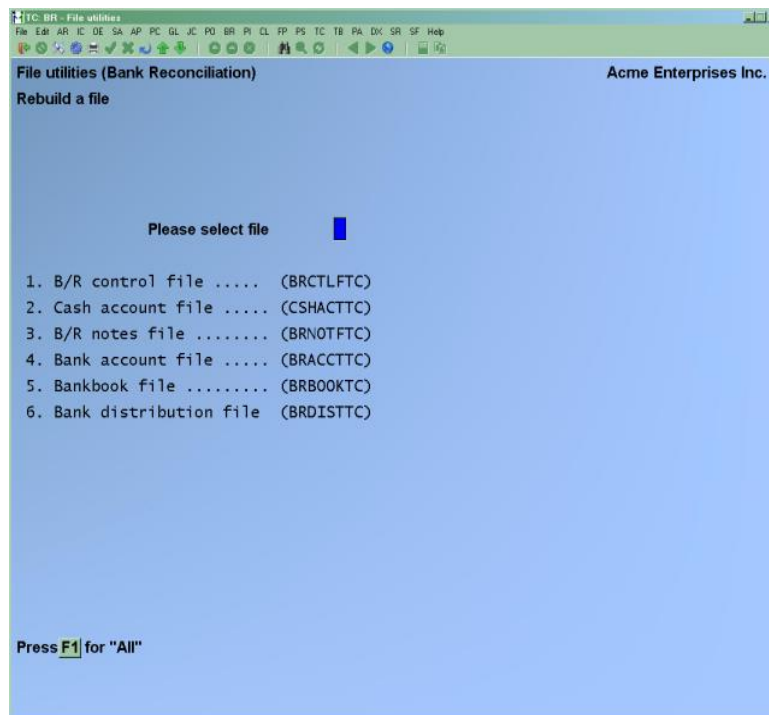 TC: BR - File utilities
File Edit AR IC OE SA AP PC GL JC PO BR PI CL FP PS TC TB PA DX SR SF Help
File utilities (Bank Reconciliation) Acme Enterprises Inc.
Rebuild a file
Please select file
1. B/R control file ..... (BRCTLFTC)
2. Cash account file ..... (CSHACTTC)
3. B/R notes file ........ (BRNOTFTC)
4. Bank account file ..... (BRACCTTC)
5. Bankbook file ......... (BRBOOKTC)
6. Bank distribution file (BRDISTTC)
Press F1 for "All"